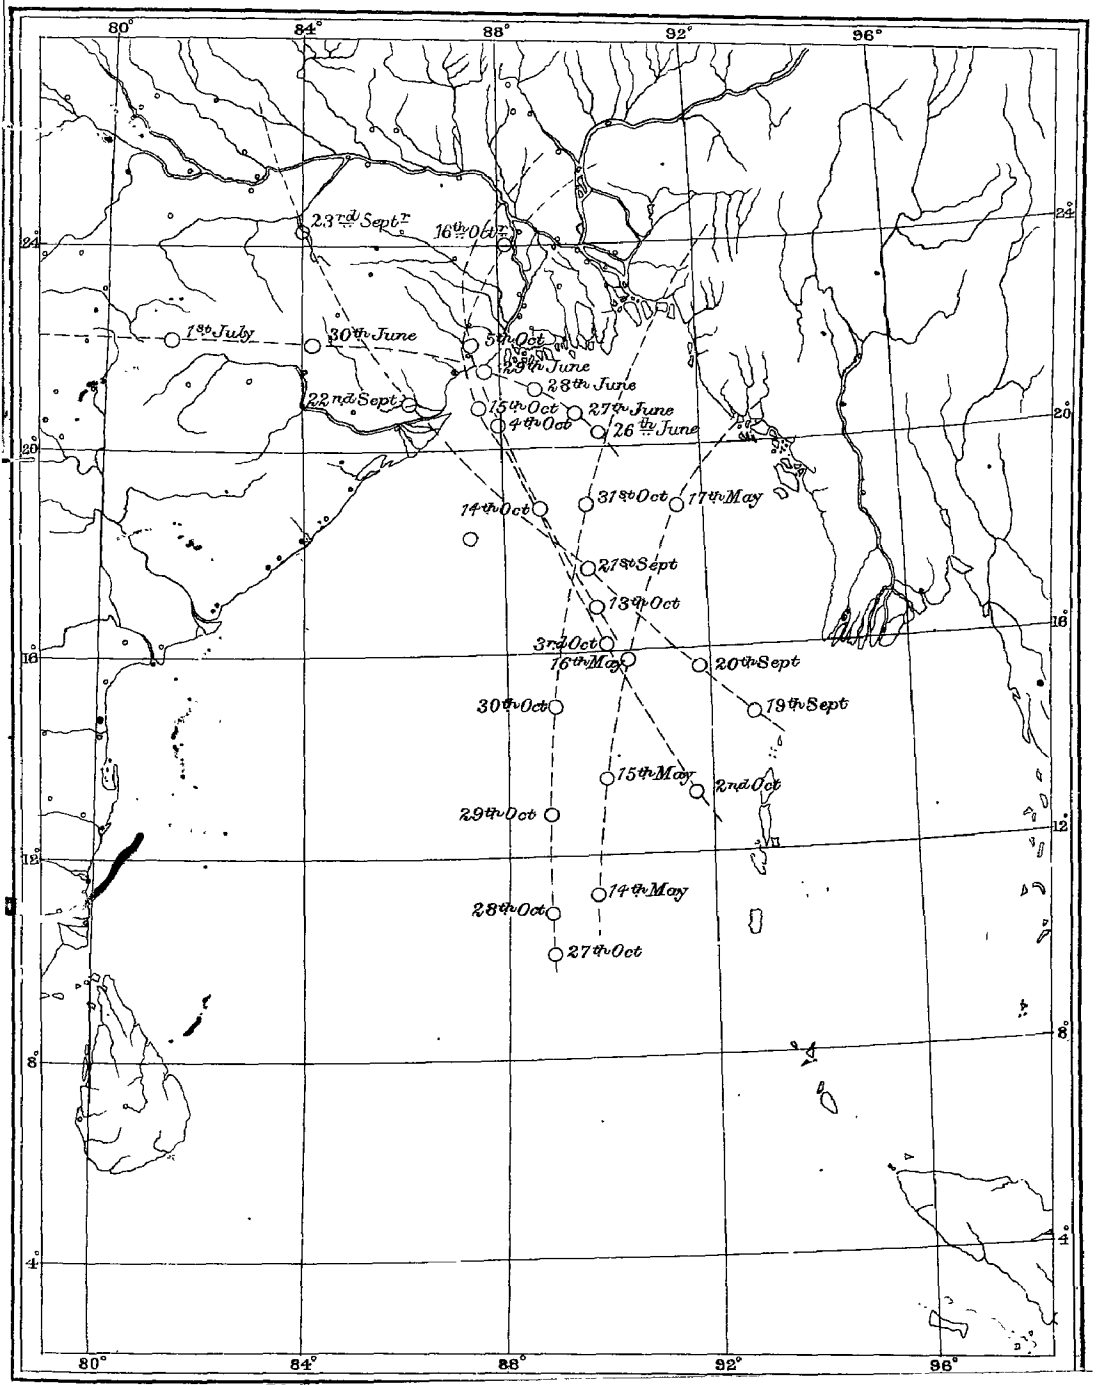 80° 84° 88° 92° 96°
23rd Septr
16th Octr
24° 24°
1st July
30th June
5th Oct
29th June
28th June
22nd Sept
15th Oct
27th June
4th Oct
26th June
20° 20°
31st Oct
17th May
14th Oct
21st Sept
13th Oct
3rd Oct
16° 16°
16th May
20th Sept
30th Oct
19th Sept
15th May
2nd Oct
29th Oct
12° 12°
14th May
28th Oct
27th Oct
8° 8°
4° 4°
80° 84° 88° 92° 96°